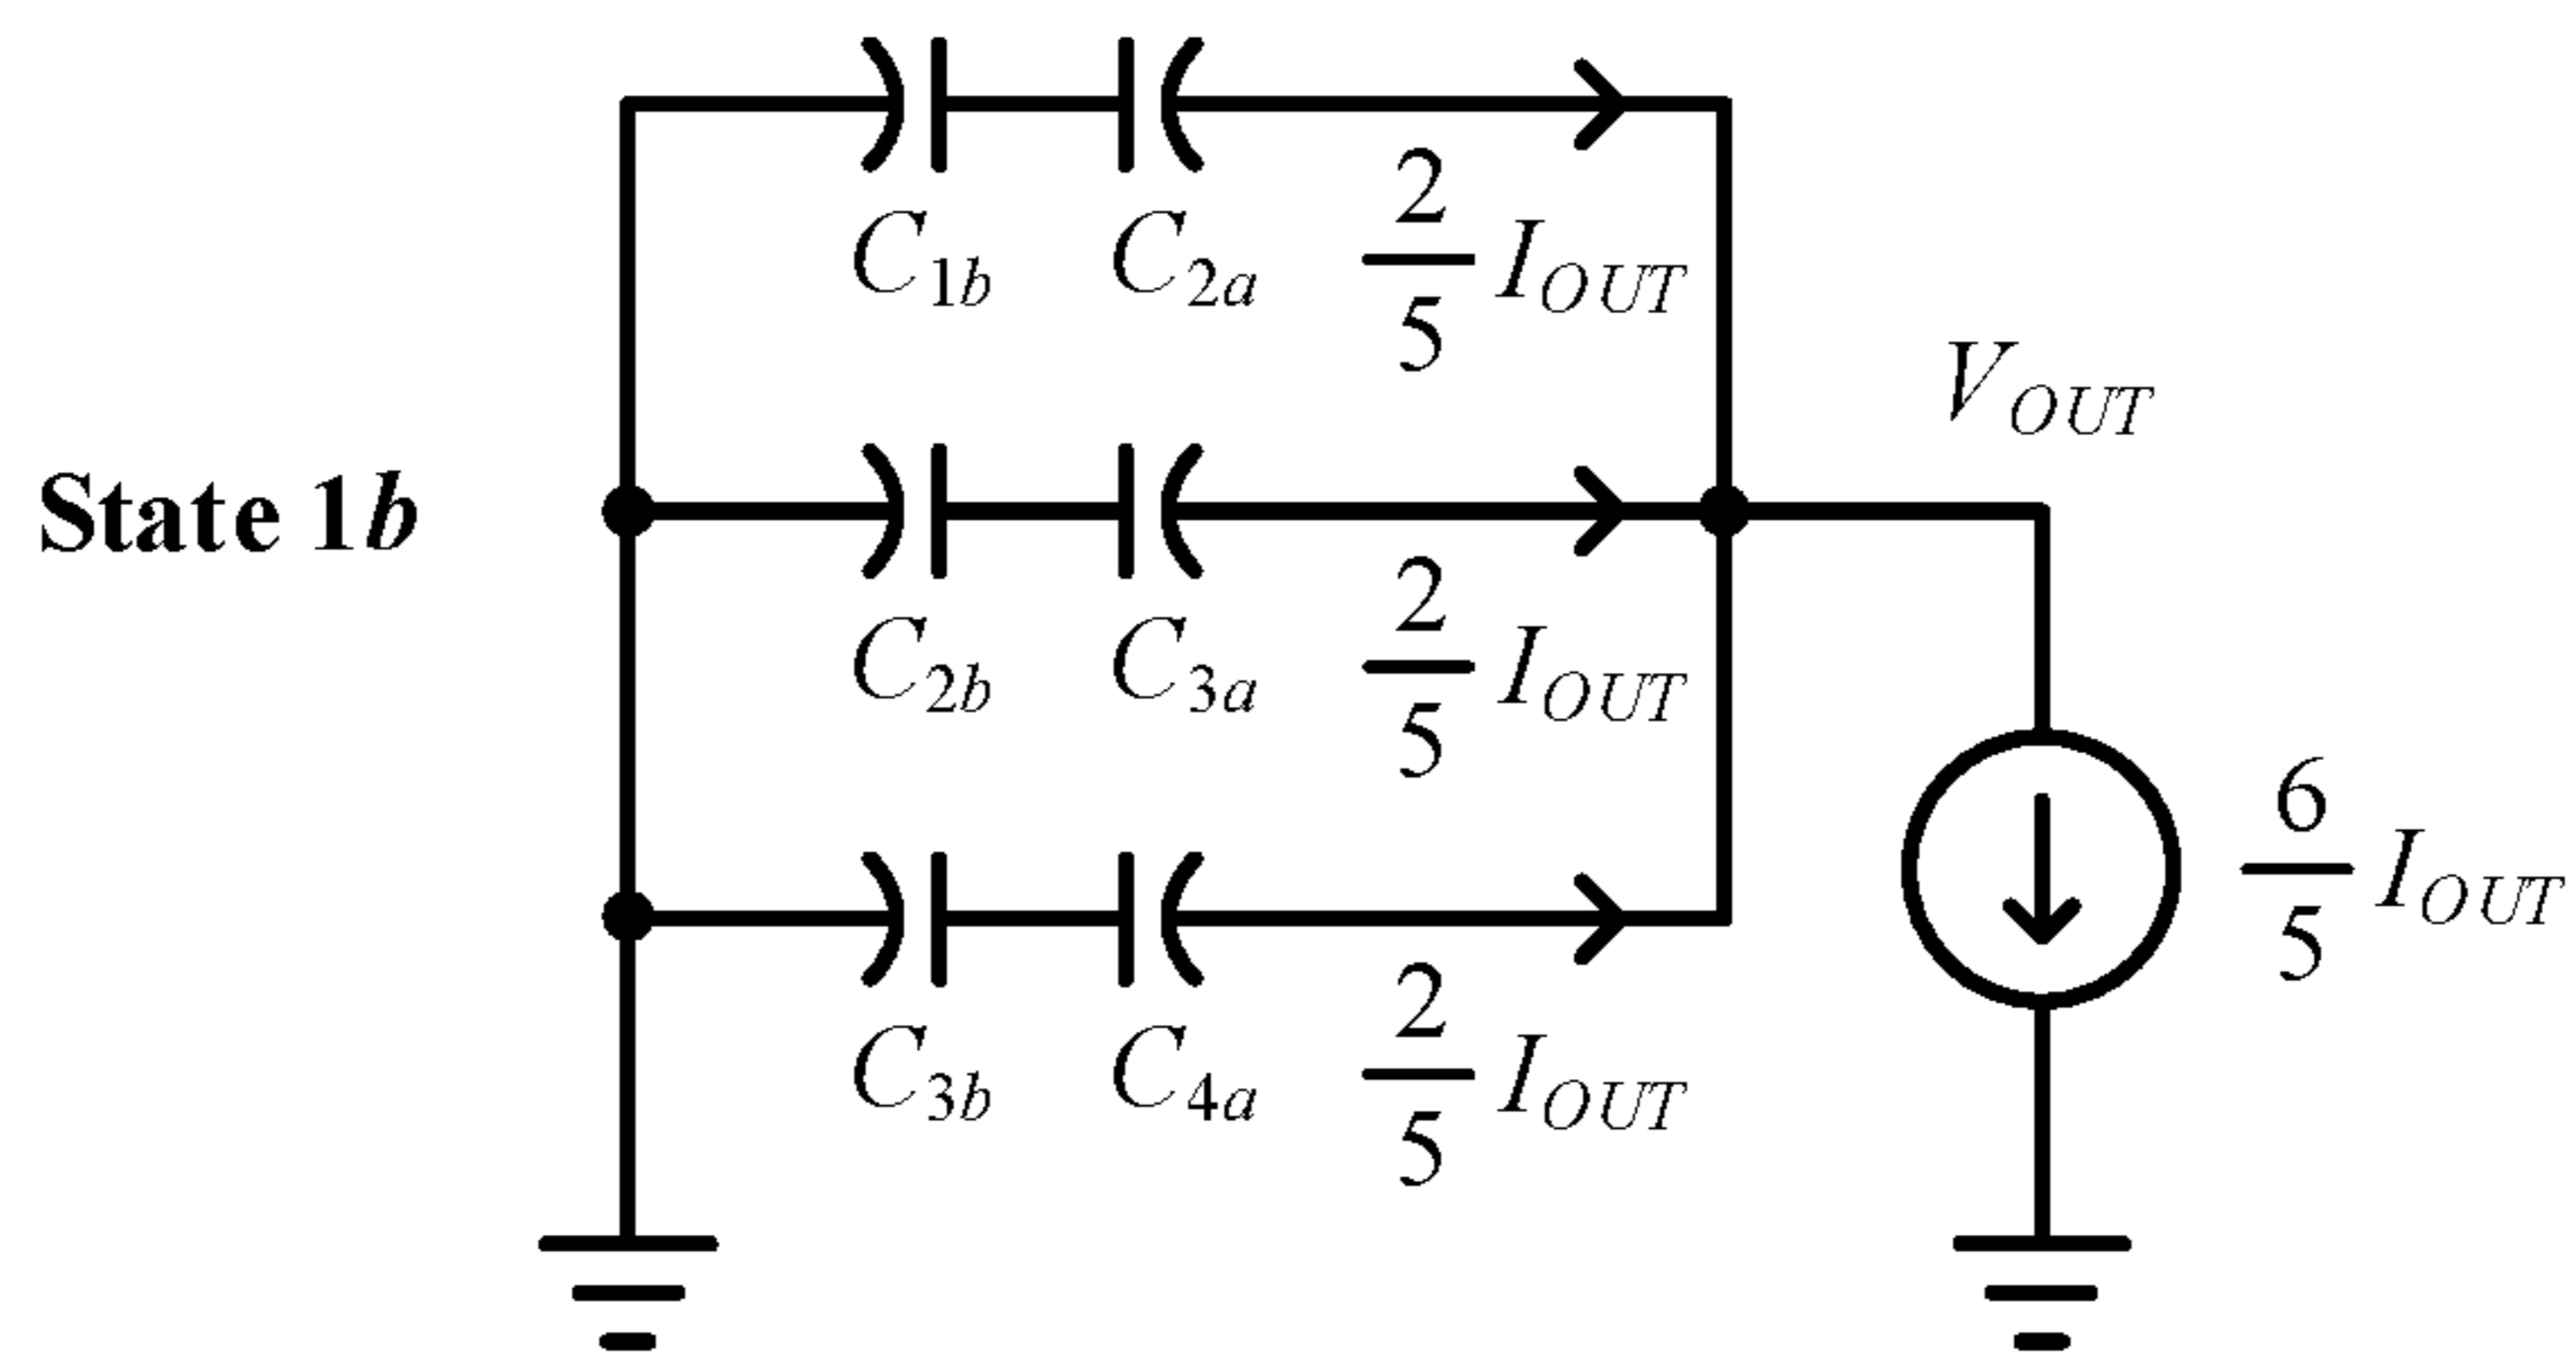 C1b C2a 2/5 IOUT
VOUT
State 1b
C2b C3a 2/5 IOUT
6/5 IOUT
C3b C4a 2/5 IOUT